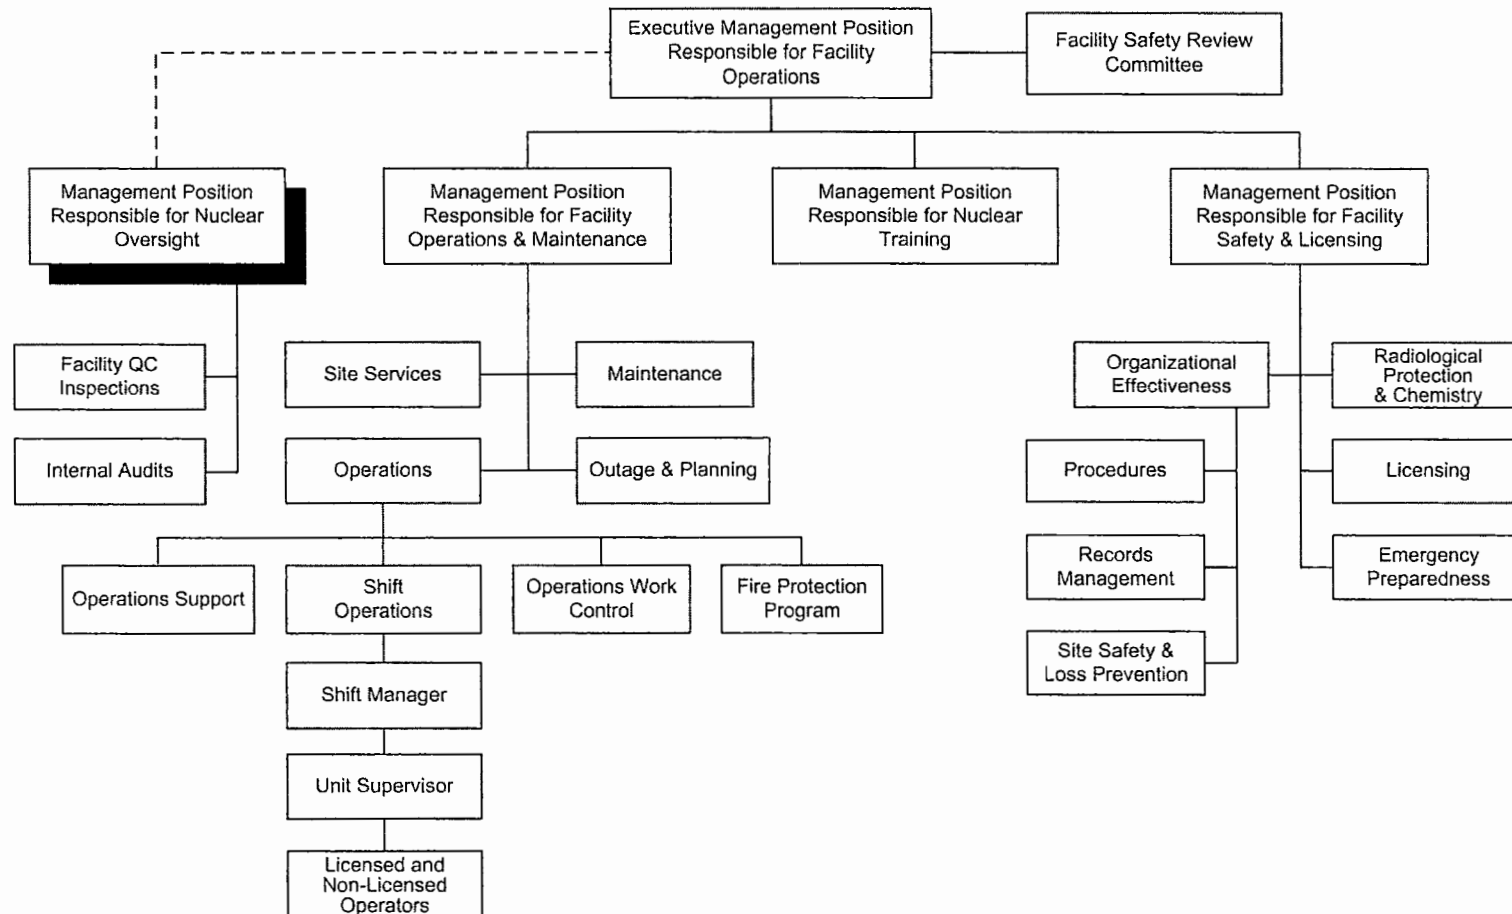 Executive Management Position
Responsible for Facility
Operations
Facility Safety Review
Committee
Management Position
Responsible for Nuclear
Oversight
Management Position
Responsible for Facility
Operations & Maintenance
Management Position
Responsible for Nuclear
Training
Management Position
Responsible for Facility
Safety & Licensing
Facility QC
Inspections
Site Services
Maintenance
Organizational
Effectiveness
Radiological
Protection
& Chemistry
Internal Audits
Operations
Outage & Planning
Procedures
Licensing
Operations Support
Shift
Operations
Operations Work
Control
Fire Protection
Program
Records
Management
Emergency
Preparedness
Site Safety &
Loss Prevention
Shift Manager
Unit Supervisor
Licensed and
Non-Licensed
Operators